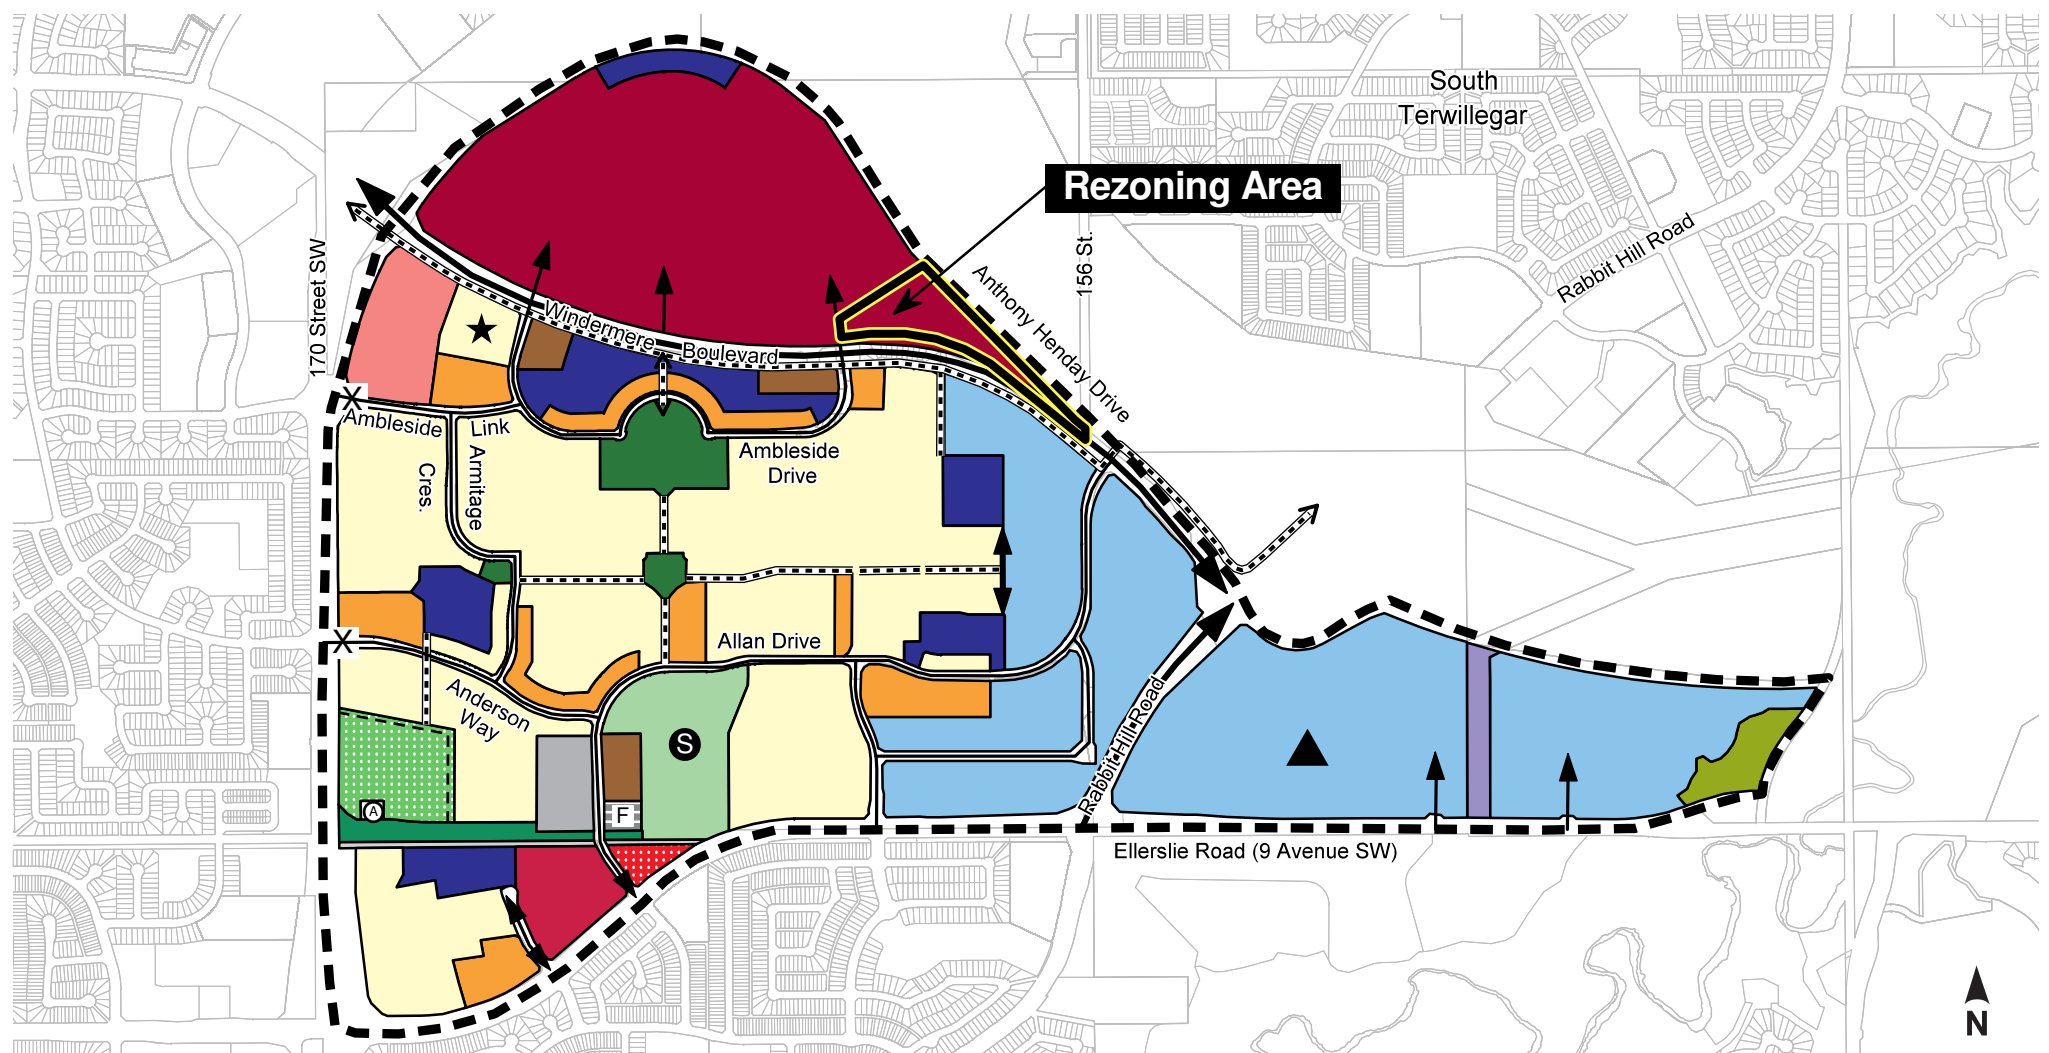 South
Terwillegar
Rezoning Area
Rabbit Hill Road
170 Street SW
156 St.
Anthony Henday Drive
Windermere Boulevard
X
Ambleside Link
Armitage
Cres.
Ambleside
Drive
X
Allan Drive
Anderson
Way
S
Rabbit Hill Road
A
F
Ellerslie Road (9 Avenue SW)
N